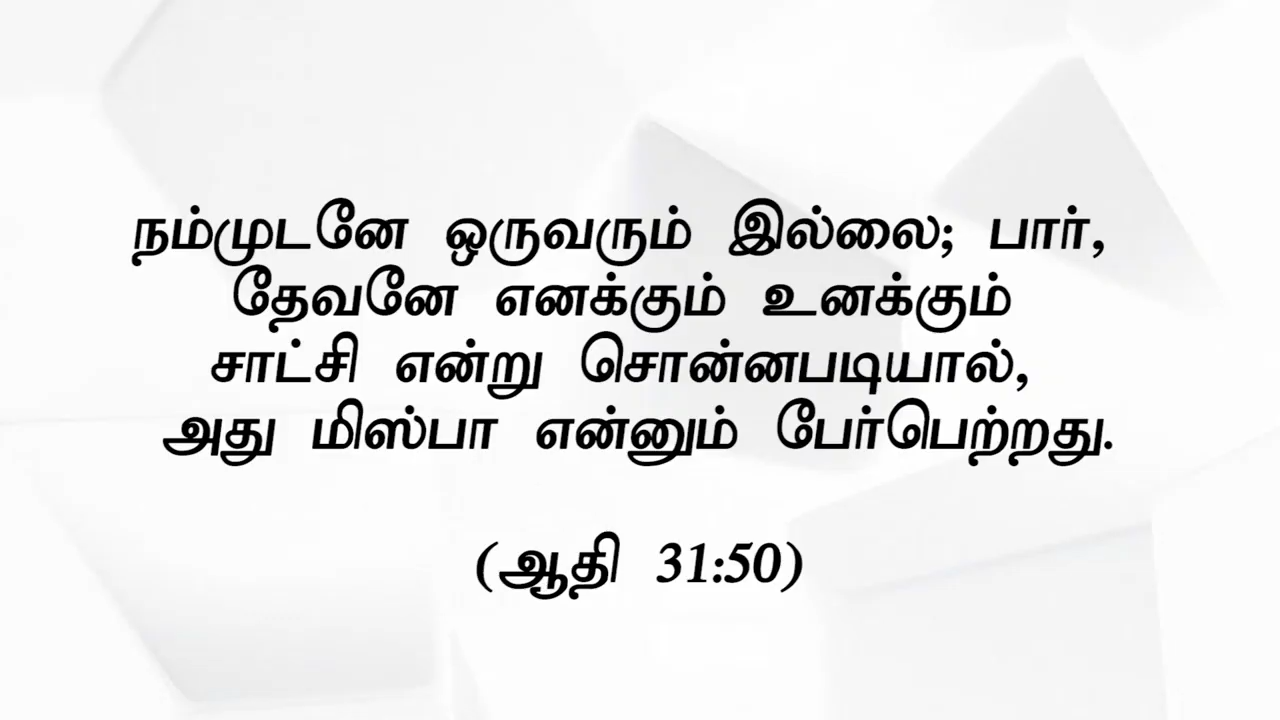 நம்முடனே ஒருவரும் இல்லை; பார்,
தேவனே எனக்கும் உனக்கும்
சாட்சி என்று சொன்னபடியால்,
அது மிஸ்பா என்னும் பேர்பெற்றது.
(ஆதி 31:50)